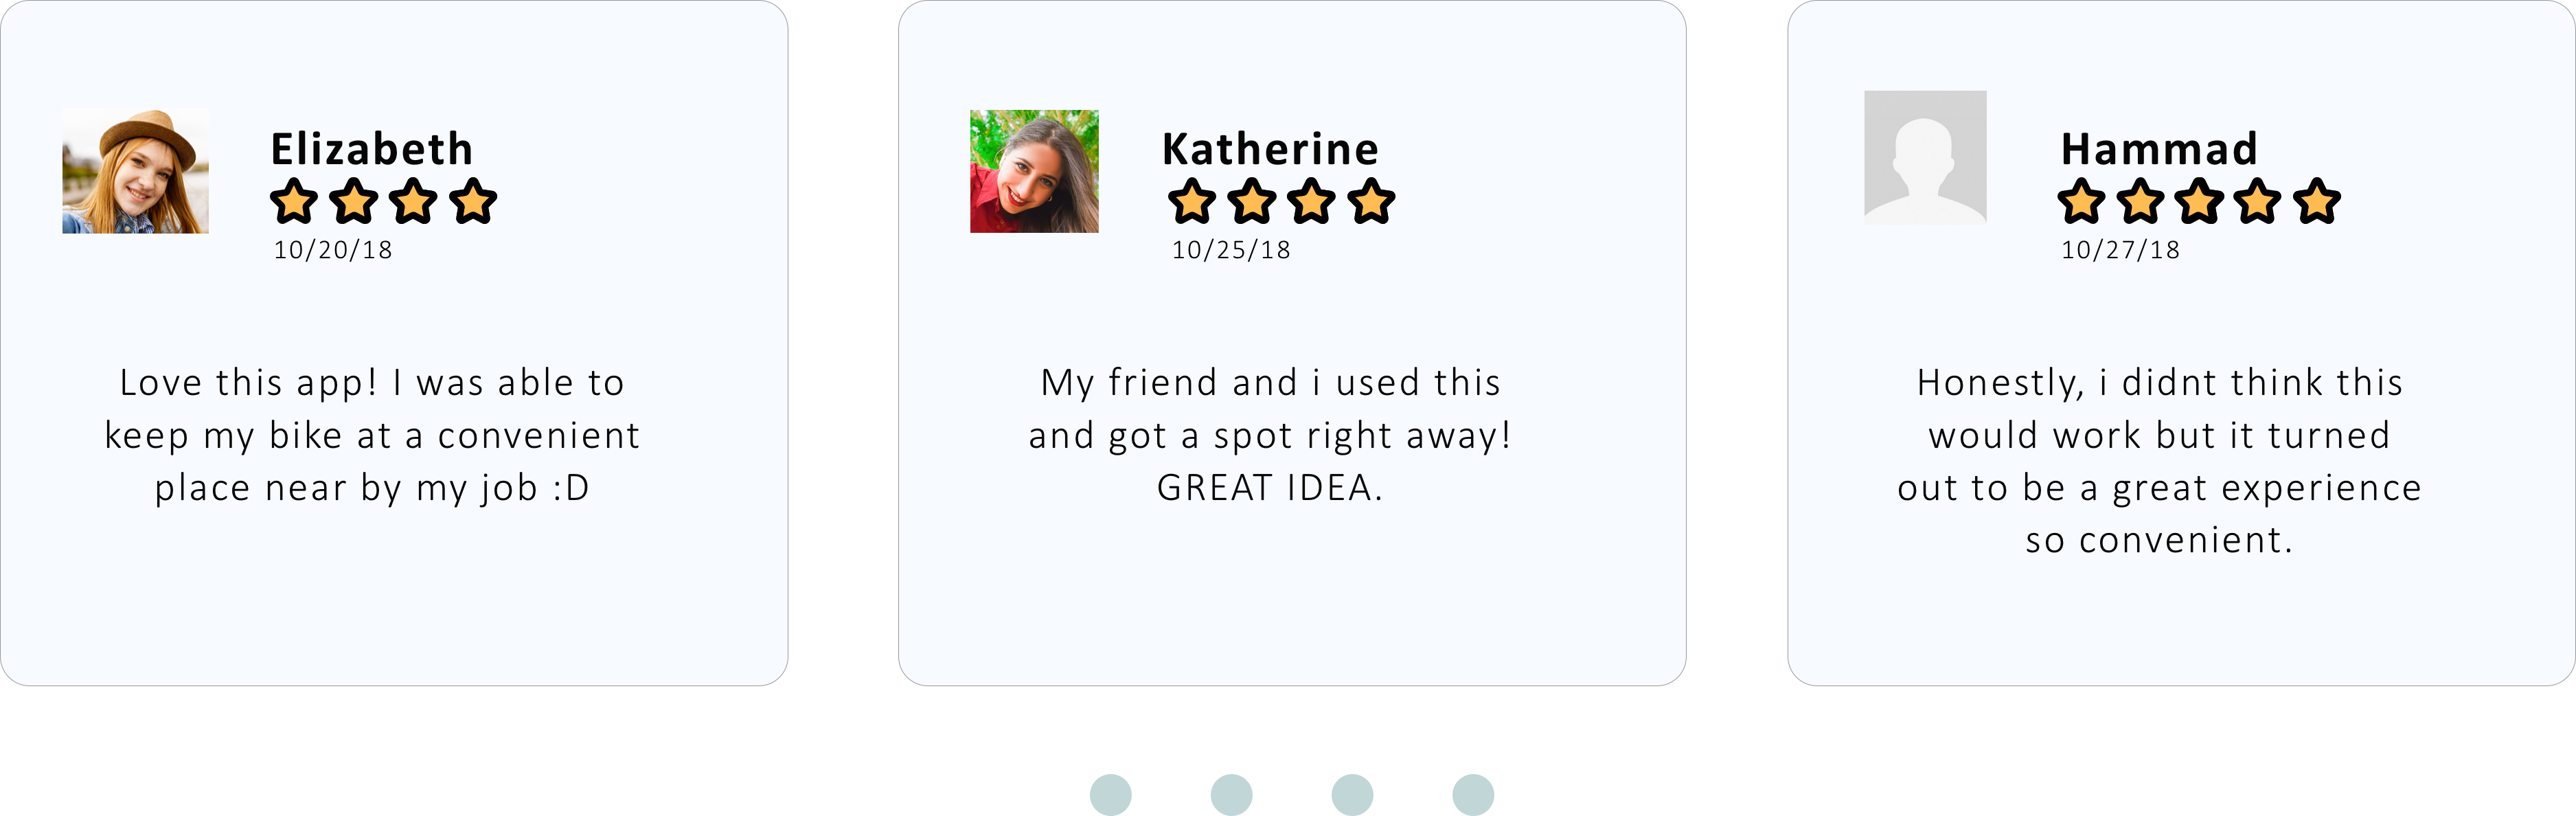 Elizabeth
10/20/18
Love this app! I was able to
keep my bike at a convenient
place near by my job :D
Katherine
10/25/18
My friend and i used this
and got a spot right away!
GREAT IDEA.
Hammad
10/27/18
Honestly, i didnt think this
would work but it turned
out to be a great experience
so convenient.